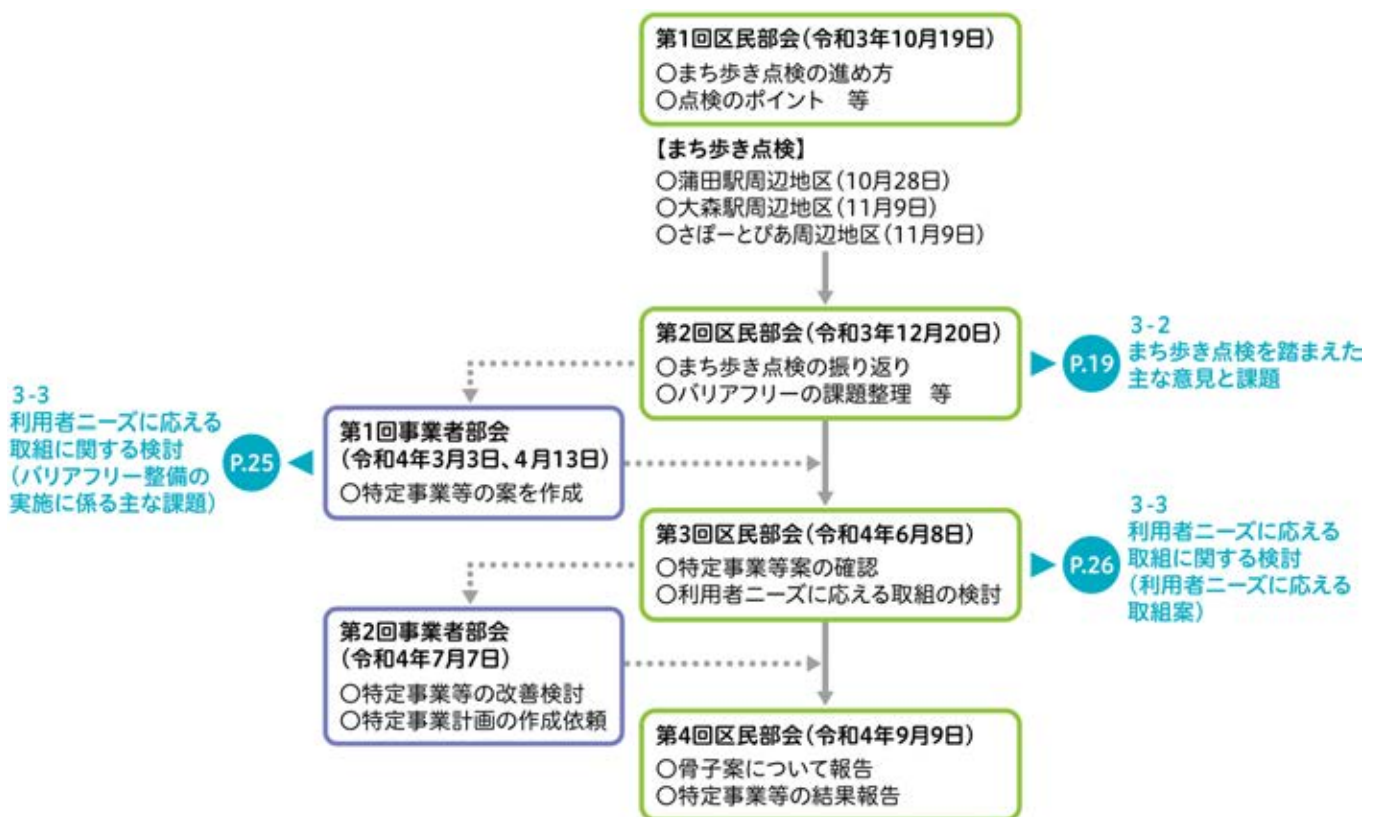 第1回区民部会(令和3年10月19日)
○まち歩き点検の進め方
○点検のポイント　等
【まち歩き点検】
○蒲田駅周辺地区(10月28日)
○大森駅周辺地区(11月9日)
○さぽーとぴあ周辺地区(11月9日)
第2回区民部会(令和3年12月20日)
○まち歩き点検の振り返り
○バリアフリーの課題整理　等
P.19
3-2
まち歩き点検を踏まえた
主な意見と課題
3-3
利用者ニーズに応える
取組に関する検討
(バリアフリー整備の
実施に係る主な課題)
P.25
第1回事業者部会
(令和4年3月3日、4月13日)
○特定事業等の案を作成
第3回区民部会(令和4年6月8日)
○特定事業等案の確認
○利用者ニーズに応える取組の検討
P.26
3-3
利用者ニーズに応える
取組に関する検討
(利用者ニーズに応える
取組案)
第2回事業者部会
(令和4年7月7日)
○特定事業等の改善検討
○特定事業計画の作成依頼
第4回区民部会(令和4年9月9日)
○骨子案について報告
○特定事業等の結果報告